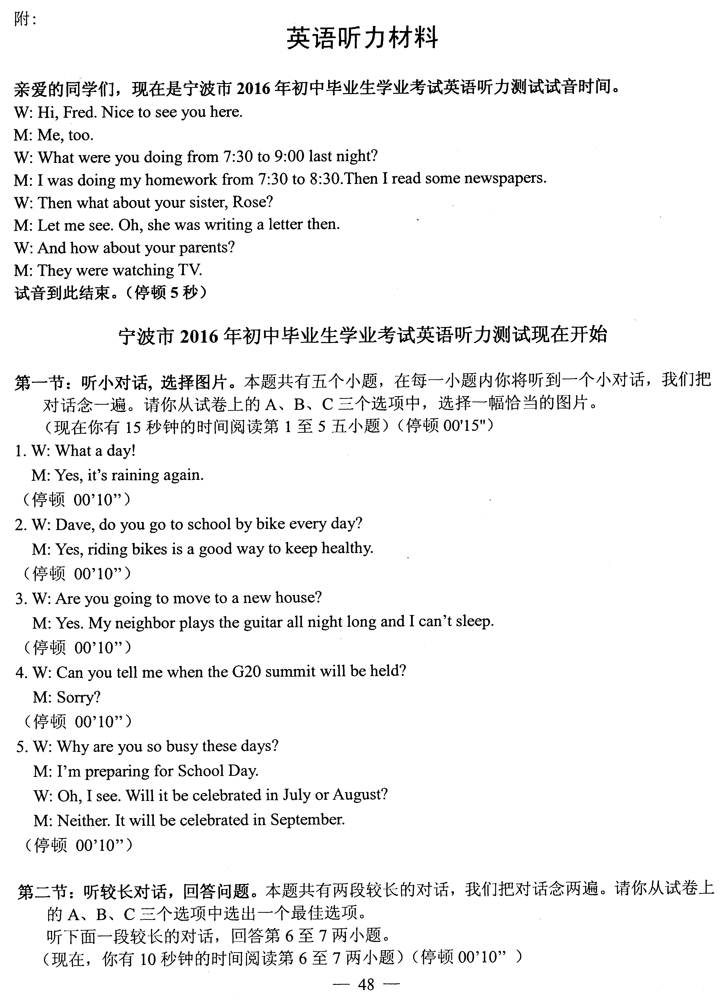 附：
英语听力材料
亲爱的同学们，现在是宁波市 2016 年初中毕业生学业考试英语听力测试试音时间。
W: Hi, Fred. Nice to see you here.
M: Me, too.
W: What were you doing from 7:30 to 9:00 last night?
M: I was doing my homework from 7:30 to 8:30.Then I read some newspapers.
W: Then what about your sister, Rose?
M: Let me see. Oh, she was writing a letter then.
W: And how about your parents?
M: They were watching TV.
试音到此结束。（停顿 5 秒）
宁波市 2016 年初中毕业生学业考试英语听力测试现在开始
第一节：听小对话, 选择图片。本题共有五个小题，在每一小题内你将听到一个小对话，我们把
对话念一遍。请你从试卷上的 A、B、C 三个选项中，选择一幅恰当的图片。
（现在你有 15 秒钟的时间阅读第 1 至 5 五小题）（停顿 00'15"）
1. W: What a day!
M: Yes, it’s raining again.
（停顿 00’10”）
2. W: Dave, do you go to school by bike every day?
M: Yes, riding bikes is a good way to keep healthy.
（停顿 00’10”）
3. W: Are you going to move to a new house?
M: Yes. My neighbor plays the guitar all night long and I can’t sleep.
（停顿 00’10”）
4. W: Can you tell me when the G20 summit will be held?
M: Sorry?
（停顿 00’10”）
5. W: Why are you so busy these days?
M: I’m preparing for School Day.
W: Oh, I see. Will it be celebrated in July or August?
M: Neither. It will be celebrated in September.
（停顿 00’10”）
第二节：听较长对话，回答问题。本题共有两段较长的对话，我们把对话念两遍。请你从试卷上
的 A、B、C 三个选项中选出一个最佳选项。
听下面一段较长的对话，回答第 6 至 7 两小题。
（现在，你有 10 秒钟的时间阅读第 6 至 7 两小题）（停顿 00’10” ）
— 48 —